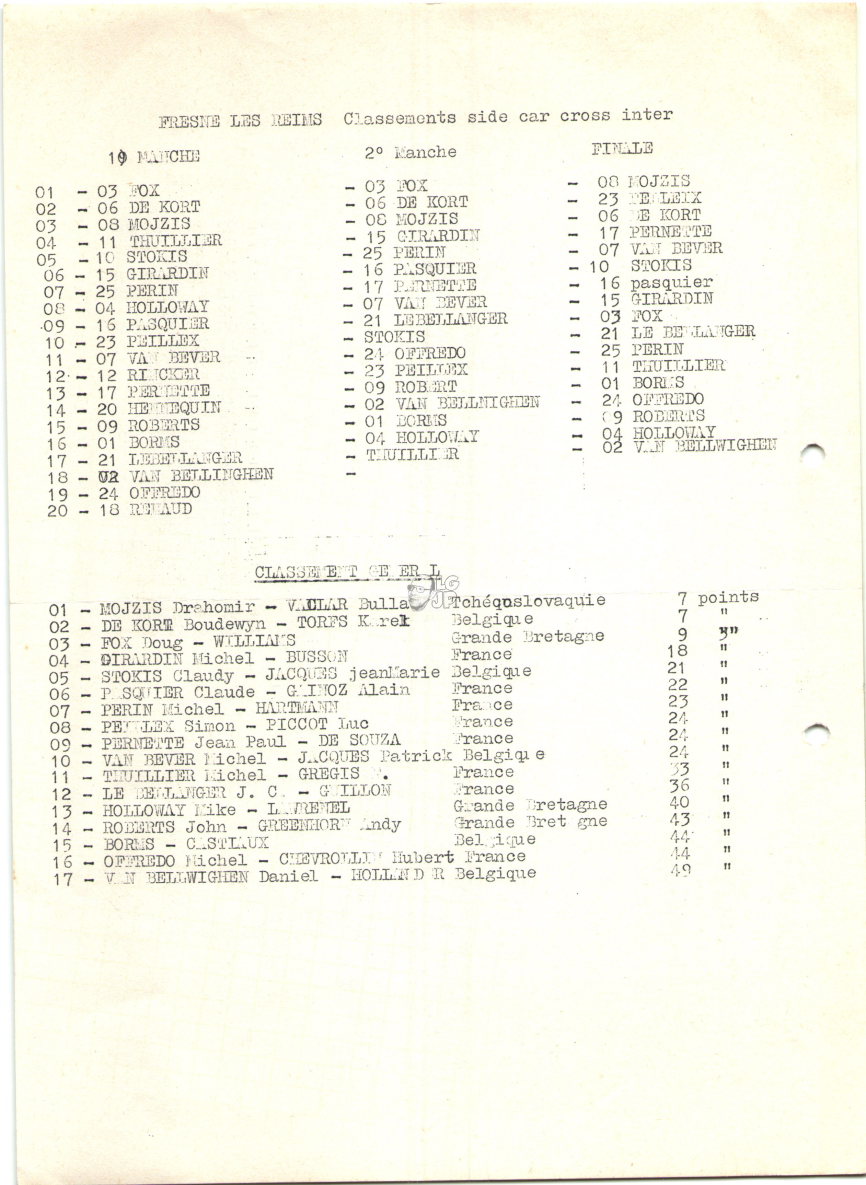 FRESNE LES REIMS Classements side car cross inter
1º MANCHE
2º Manche
FINALE
01 - 03 FOX
02 - 06 DE KORT
03 - 08 MOJZIS
04 - 11 THUILLIER
05 - 10 STOKIS
06 - 15 GIRARDIN
07 - 25 PERIN
08 - 04 HOLLOWAY
09 - 16 PASQUIER
10 - 23 PEILLEX
11 - 07 VAN BEVER
12 - 12 RINCKER
13 - 17 PERNETTE
14 - 20 HENNEQUIN
15 - 09 ROBERTS
16 - 01 BORMS
17 - 21 LEBELLANGER
18 - 02 VAN BELLINGHEN
19 - 24 OFFREDO
20 - 18 RENAUD
- 03 FOX
- 06 DE KORT
- 08 MOJZIS
- 15 GIRARDIN
- 25 PERIN
- 16 PASQUIER
- 17 PERNETTE
- 07 VAN BEVER
- 21 LEBELLANGER
- STOKIS
- 24 OFFREDO
- 23 PEILLEX
- 09 ROBERT
- 02 VAN BELLNIGHEN
- 01 BORMS
- 04 HOLLOWAY
- THUILLIER
-
- 08 MOJZIS
- 23
- 06 DE KORT
- 17 PERNETTE
- 07 VAN BEVER
- 10 STOKIS
- 16 pasquier
- 15 GIRARDIN
- 03 FOX
- 21 LE BELLANGER
- 25 PERIN
- 11 THUILLIER
- 01 BORMS
- 24 OFFREDO
- 09 ROBERTS
- 04 HOLLOWAY
- 02 VAN BELLWIGHEN
CLASSEMENT GENERAL
01 - MOJZIS Drahomir - VACLAR Bulla Tchéquslovaquie 7 points
02 - DE KORT Boudewyn - TORFS Karel Belgique 7 "
03 - FOX Doug - WILLIAMS Grande Bretagne 9 "
04 - GIRARDIN Michel - BUSSON France 18 "
05 - STOKIS Claudy - JACQUES jeanMarie Belgique 21 "
06 - PASQUIER Claude - Alain France 22 "
07 - PERIN Michel - HARTMANN France 23 "
08 - PEILLEX Simon - PICCOT Luc France 24 "
09 - PERNETTE Jean Paul - DE SOUZA France 24 "
10 - VAN BEVER Michel - JACQUES Patrick Belgique 24 "
11 - THUILLIER Michel - GREGIS France 33 "
12 - LE BELLANGER J. C. - GUILLON France 36 "
13 - HOLLOWAY Mike - Grande Bretagne 40 "
14 - ROBERTS John - GREENHORN Andy Grande Bretagne 43 "
15 - BORMS - CASTIAUX Belgique 44 "
16 - OFFREDO Michel - CHEVROLLIN Hubert France 44 "
17 - VAN BELLWIGHEN Daniel - HOLLANDER Belgique 49 "